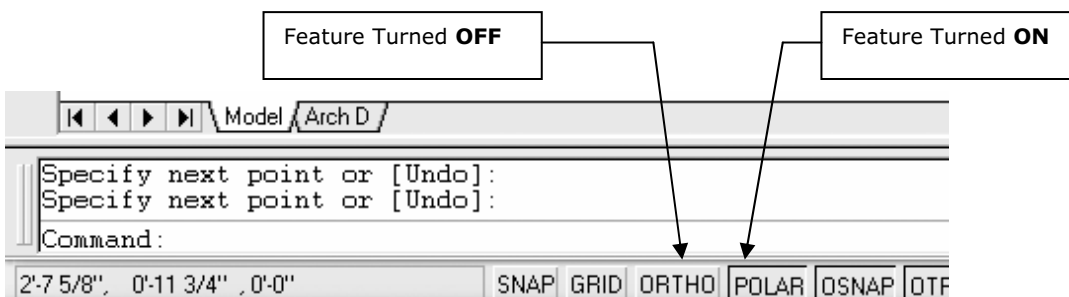 Feature Turned OFF
Feature Turned ON
Model Arch D
Specify next point or [Undo]:
Specify next point or [Undo]:
Command:
2'-7 5/8", 0'-11 3/4" , 0'-0" SNAP GRID ORTHO POLAR OSNAP